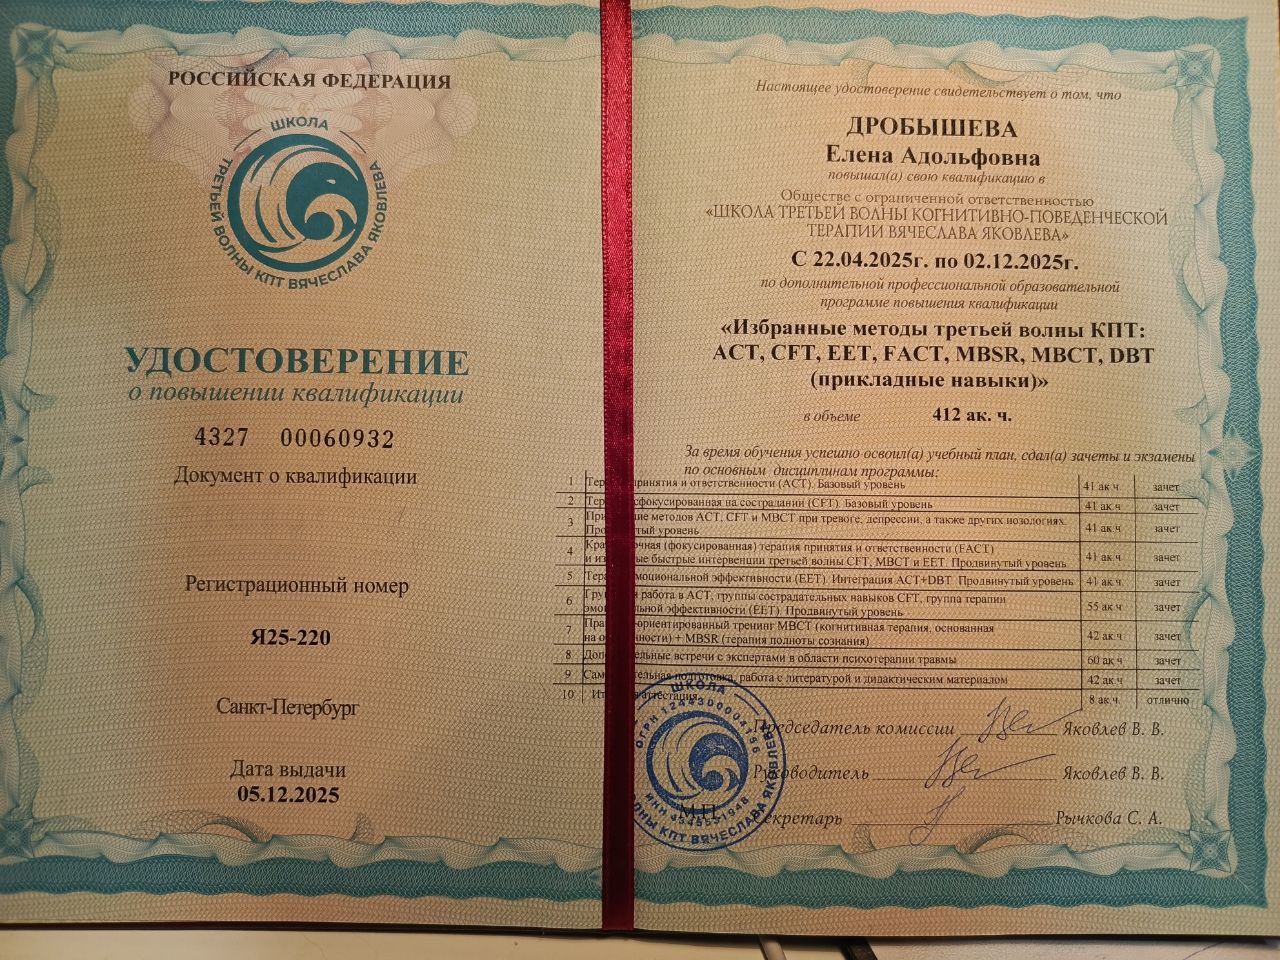 РОССИЙСКАЯ ФЕДЕРАЦИЯ
ШКОЛА
ТРЕТЬЕЙ ВОЛНЫ КПТ ВЯЧЕСЛАВА ЯКОВЛЕВА
УДОСТОВЕРЕНИЕ
о повышении квалификации
4327 00060932
Документ о квалификации
Регистрационный номер
Я25-220
Санкт-Петербург
Дата выдачи
05.12.2025
Настоящее удостоверение свидетельствует о том, что
ДРОБЫШЕВА
Елена Адольфовна
повышал(а) свою квалификацию в
Обществе с ограниченной ответственностью
«ШКОЛА ТРЕТЬЕЙ ВОЛНЫ КОГНИТИВНО-ПОВЕДЕНЧЕСКОЙ
ТЕРАПИИ ВЯЧЕСЛАВА ЯКОВЛЕВА»
С 22.04.2025г. по 02.12.2025г.
по дополнительной профессиональной образовательной
программе повышения квалификации
«Избранные методы третьей волны КПТ:
ACT, CFT, EET, FACT, MBSR, MBCT, DBT
(прикладные навыки)»
в объеме 412 ак. ч.
За время обучения успешно освоил(а) учебный план, сдал(а) зачеты и экзамены
по основным дисциплинам программы:
1 принятия и ответственности (ACT). Базовый уровень 41 ак.ч. зачет
2 сфокусированная на сострадании (CFT). Базовый уровень 41 ак.ч зачет
3 методов ACT, CFT и MBCT при тревоге, депрессии, а также других нозологиях.
уровень 41 ак.ч зачет
4 (фокусированная) терапия принятия и ответственности (FACT)
и быстрые интервенции третьей волны CFT, MBCT и EET. Продвинутый уровень 41 ак.ч зачет
5 эмоциональной эффективности (EET). Интеграция ACT+DBT. Продвинутый уровень 41 ак.ч зачет
6 работа в ACT, группы сострадательных навыков CFT, группа терапии
эффективности (EET). Продвинутый уровень 55 ак.ч зачет
7 тренинг MBCT (когнитивная терапия, основанная
на + MBSR (терапия полноты сознания) 42 ак.ч зачет
8 встречи с экспертами в области психотерапии травмы 60 ак.ч зачет
9 подготовка, работа с литературой и дидактическим материалом 42 ак.ч зачет
10 аттестация 8 ак.ч. отлично
Председатель комиссии Яковлев В. В.
Руководитель Яковлев В. В.
М.П.
Секретарь Рычкова С. А.
ШКОЛА
ВОЛНЫ КПТ ВЯЧЕСЛАВА ЯКОВЛЕВА